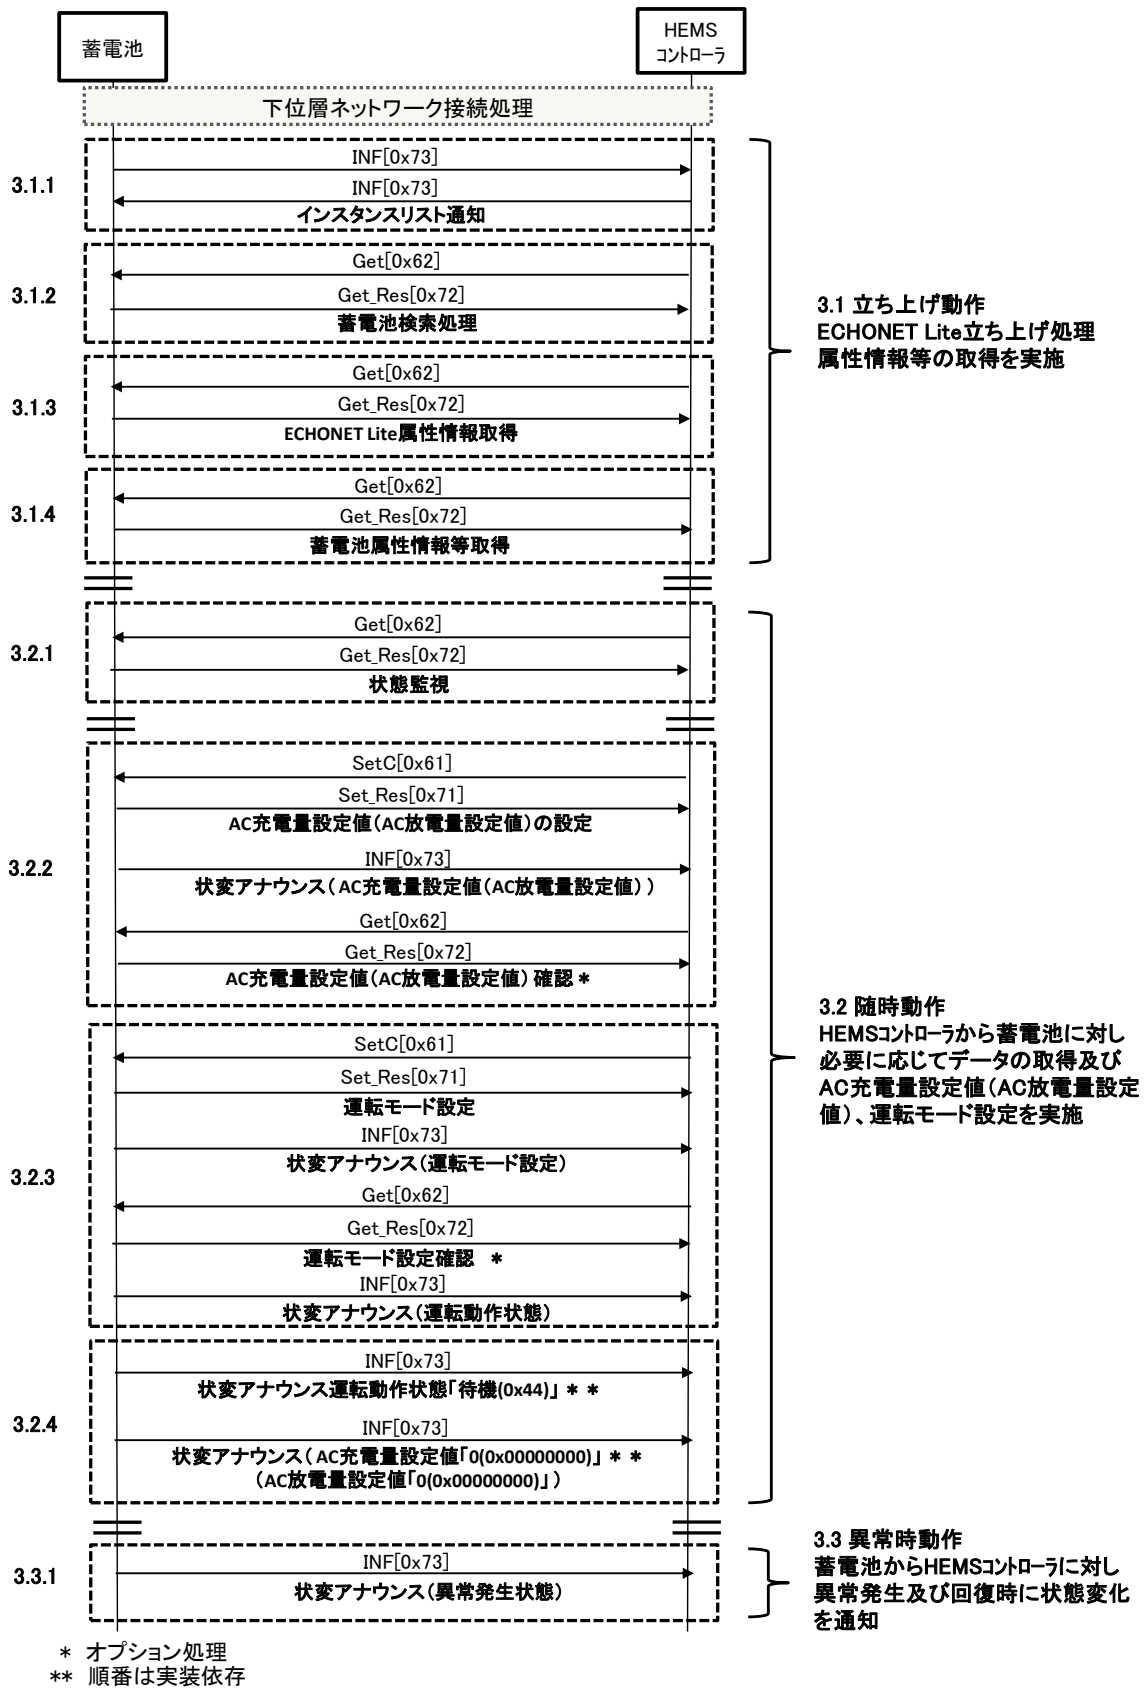 蓄電池
HEMS
コントローラ
下位層ネットワーク接続処理
3.1.1
INF[0x73]
INF[0x73]
インスタンスリスト通知
3.1.2
Get[0x62]
Get_Res[0x72]
蓄電池検索処理
3.1.3
Get[0x62]
Get_Res[0x72]
ECHONET Lite属性情報取得
3.1.4
Get[0x62]
Get_Res[0x72]
蓄電池属性情報等取得
3.1 立ち上げ動作
ECHONET Lite立ち上げ処理
属性情報等の取得を実施
3.2.1
Get[0x62]
Get_Res[0x72]
状態監視
3.2.2
SetC[0x61]
Set_Res[0x71]
AC充電量設定値(AC放電量設定値)の設定
INF[0x73]
状変アナウンス(AC充電量設定値(AC放電量設定値))
Get[0x62]
Get_Res[0x72]
AC充電量設定値(AC放電量設定値)確認*
3.2.3
SetC[0x61]
Set_Res[0x71]
運転モード設定
INF[0x73]
状変アナウンス(運転モード設定)
Get[0x62]
Get_Res[0x72]
運転モード設定確認 *
INF[0x73]
状変アナウンス(運転動作状態)
3.2.4
INF[0x73]
状変アナウンス運転動作状態「待機(0x44)」**
INF[0x73]
状変アナウンス(AC充電量設定値「0(0x00000000)」**
(AC放電量設定値「0(0x00000000)」)
3.2 随時動作
HEMSコントローラから蓄電池に対し
必要に応じてデータの取得及び
AC充電量設定値(AC放電量設定
値)、運転モード設定を実施
3.3.1
INF[0x73]
状変アナウンス(異常発生状態)
3.3 異常時動作
蓄電池からHEMSコントローラに対し
異常発生及び回復時に状態変化
を通知
* オプション処理
** 順番は実装依存